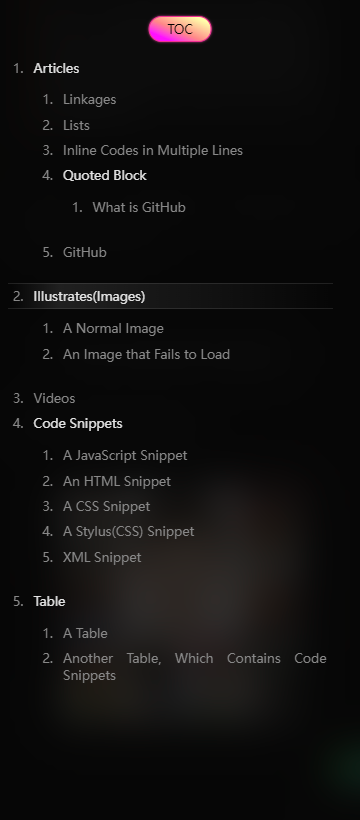 TOC
1. Articles
1. Linkages
2. Lists
3. Inline Codes in Multiple Lines
4. Quoted Block
1. What is GitHub
5. GitHub
2. Illustrates(Images)
1. A Normal Image
2. An Image that Fails to Load
3. Videos
4. Code Snippets
1. A JavaScript Snippet
2. An HTML Snippet
3. A CSS Snippet
4. A Stylus(CSS) Snippet
5. XML Snippet
5. Table
1. A Table
2. Another Table, Which Contains Code
Snippets